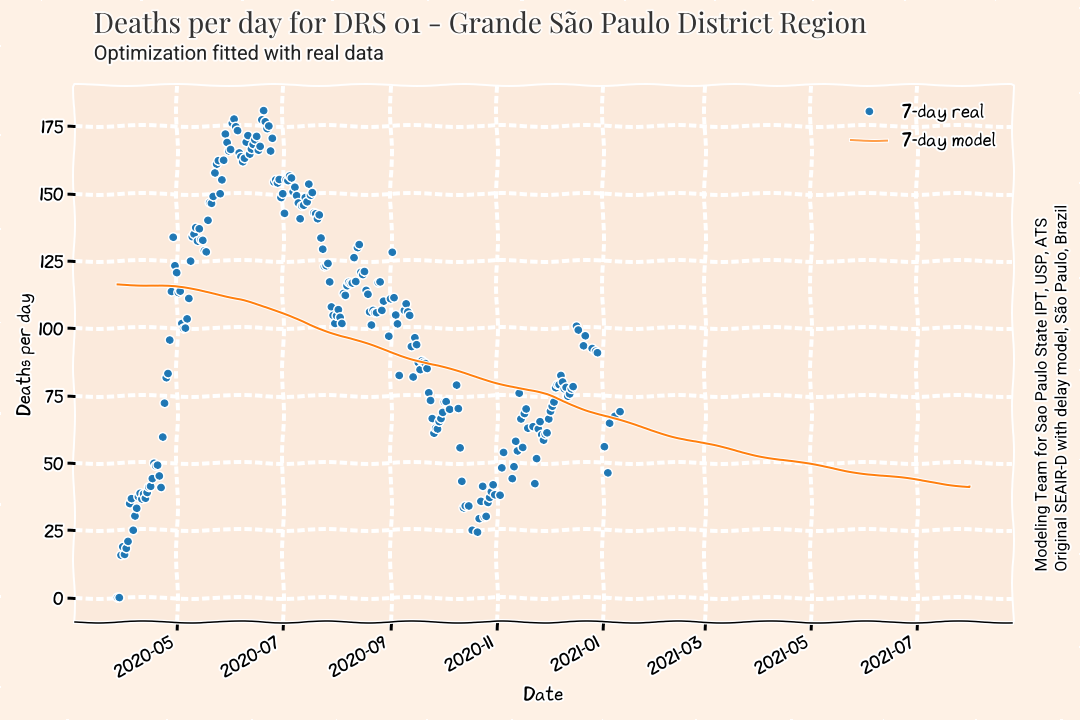 Deaths per day for DRS 01 - Grande São Paulo District Region
Optimization fitted with real data
7-day real
7-day model
175
150
125
100
75
50
25
0
Deaths per day
2020-05
2020-07
2020-09
2020-11
2021-01
2021-03
2021-05
2021-07
Date
Modeling Team for Sao Paulo State IPT, USP, ATS
Original SEAIR-D with delay model, São Paulo, Brazil